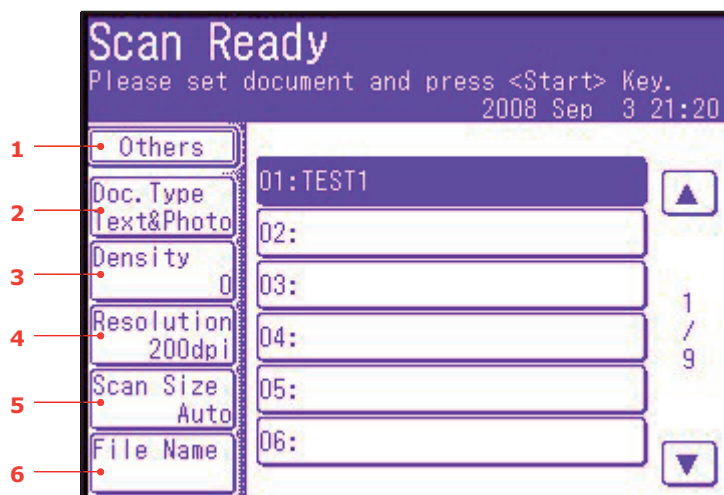 Scan Ready
Please set document and press <Start> Key.
2008 Sep 3 21:20
1
Others
2
Doc.Type
Text&Photo
3
Density
0
4
Resolution
200dpi
5
Scan Size
Auto
6
File Name
01:TEST1
02:
03:
04:
05:
06:
▲
1
/
9
▼